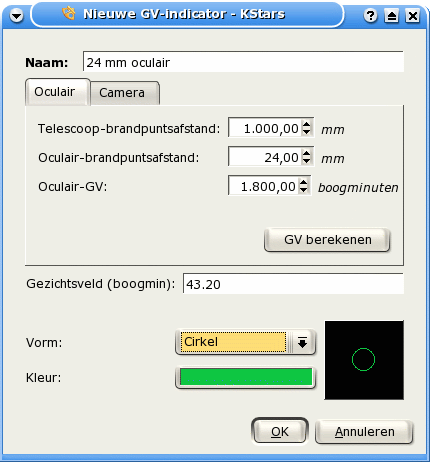 Nieuwe GV-indicator - KStars
Naam: 24 mm oculair
Oculair Camera
Telescoop-brandpuntsafstand: 1.000,00 mm
Oculair-brandpuntsafstand: 24,00 mm
Oculair-GV: 1.800,00 boogminuten
GV berekenen
Gezichtsveld (boogmin): 43.20
Vorm: Cirkel
Kleur:
OK Annuleren